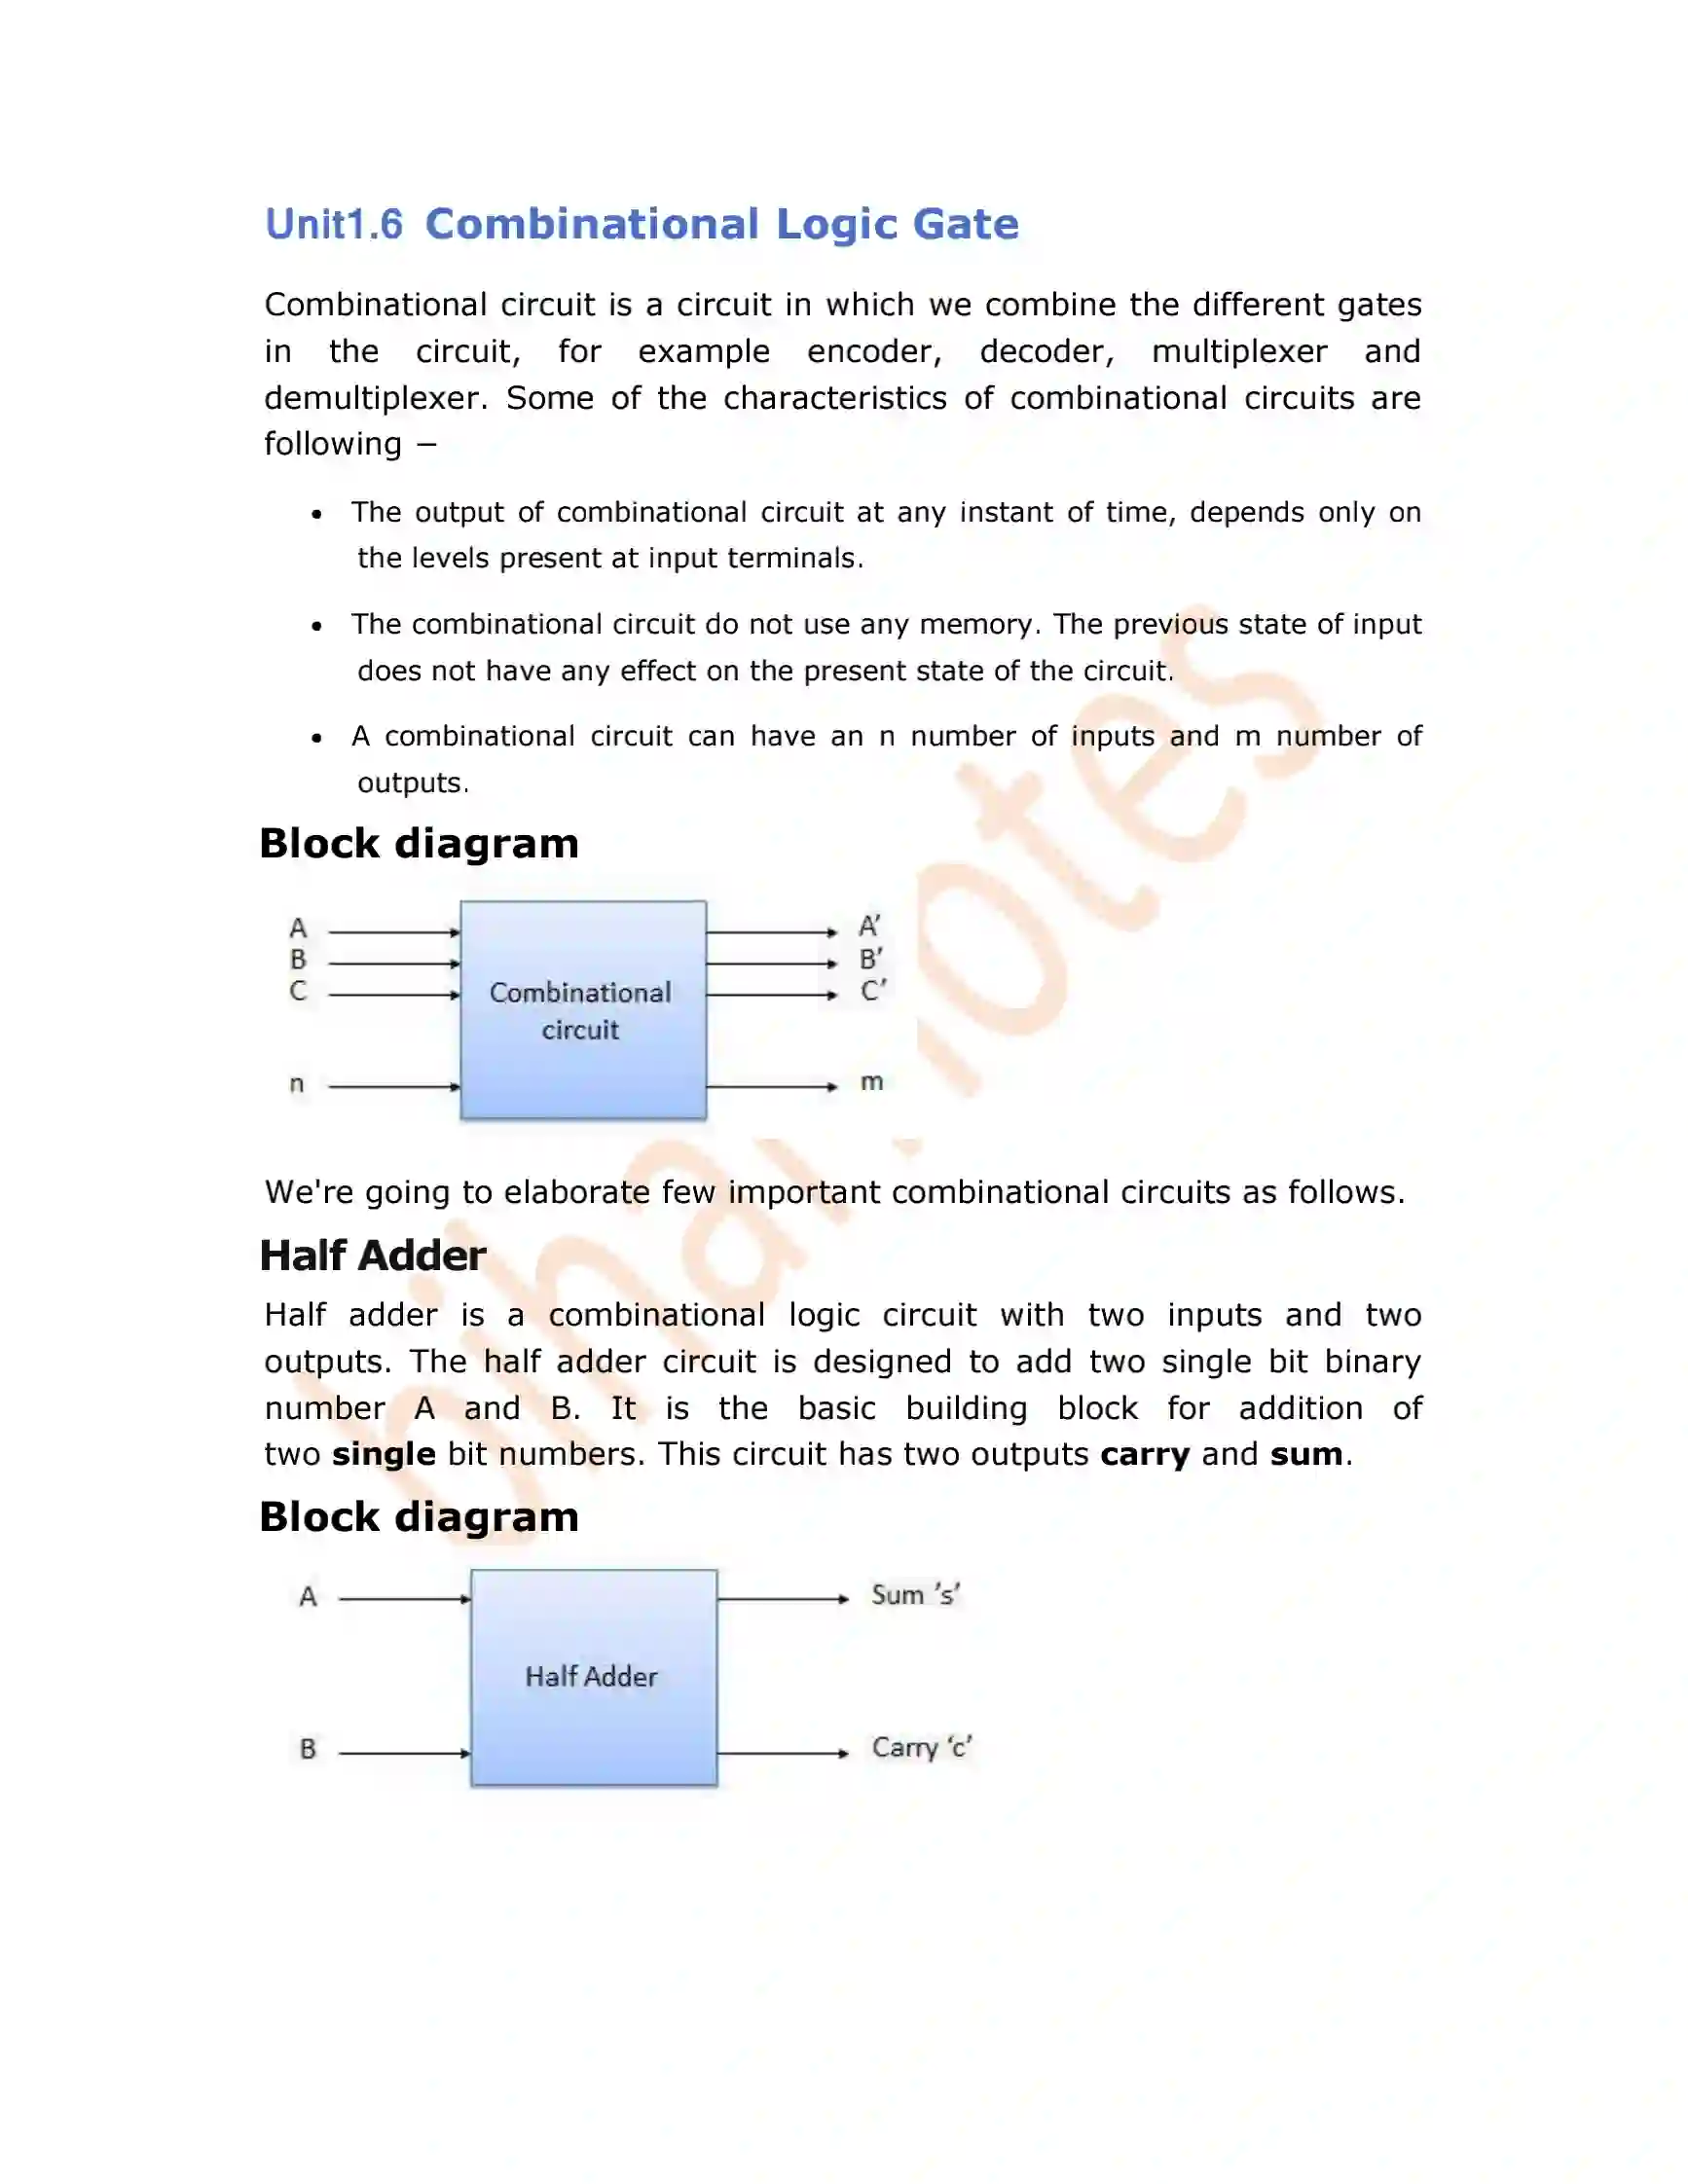 Unit1.6 Combinational Logic Gate
Combinational circuit is a circuit in which we combine the different gates
in the circuit, for example encoder, decoder, multiplexer and
demultiplexer. Some of the characteristics of combinational circuits are
following −
• The output of combinational circuit at any instant of time, depends only on
the levels present at input terminals.
• The combinational circuit do not use any memory. The previous state of input
does not have any effect on the present state of the circuit.
• A combinational circuit can have an n number of inputs and m number of
outputs.
Block diagram
A A′
B B′
C C′
Combinational
circuit
n m
We're going to elaborate few important combinational circuits as follows.
Half Adder
Half adder is a combinational logic circuit with two inputs and two
outputs. The half adder circuit is designed to add two single bit binary
number A and B. It is the basic building block for addition of
two single bit numbers. This circuit has two outputs carry and sum.
Block diagram
A Sum ‘s’
Half Adder
B Carry ‘c’